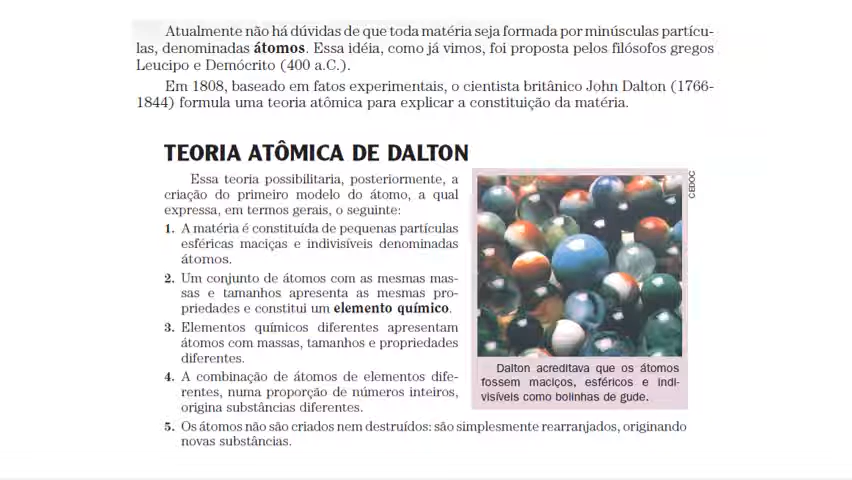 Atualmente não há dúvidas de que toda matéria seja formada por minúsculas partícu-
las, denominadas átomos. Essa idéia, como já vimos, foi proposta pelos filósofos gregos
Leucipo e Demócrito (400 a.C.).
Em 1808, baseado em fatos experimentais, o cientista britânico John Dalton (1766-
1844) formula uma teoria atômica para explicar a constituição da matéria.
TEORIA ATÔMICA DE DALTON
Essa teoria possibilitaria, posteriormente, a
criação do primeiro modelo do átomo, a qual
expressa, em termos gerais, o seguinte:
1. A matéria é constituída de pequenas partículas
esféricas maciças e indivisíveis denominadas
átomos.
2. Um conjunto de átomos com as mesmas mas-
sas e tamanhos apresenta as mesmas pro-
priedades e constitui um elemento químico.
3. Elementos químicos diferentes apresentam
átomos com massas, tamanhos e propriedades
diferentes.
4. A combinação de átomos de elementos dife-
rentes, numa proporção de números inteiros,
origina substâncias diferentes.
5. Os átomos não são criados nem destruídos: são simplesmente rearranjados, originando
novas substâncias.
CEDOC
Dalton acreditava que os átomos
fossem maciços, esféricos e indi-
visíveis como bolinhas de gude.